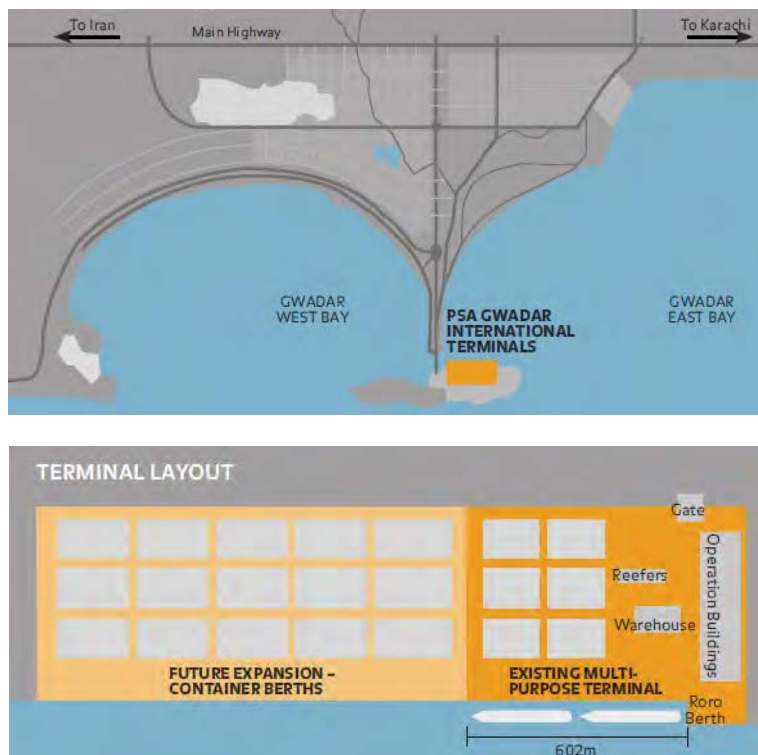 To Iran
Main Highway
To Karachi
GWADAR
WEST BAY
PSA GWADAR
INTERNATIONAL
TERMINALS
GWADAR
EAST BAY
TERMINAL LAYOUT
Gate
Operation Buildings
Reefers
Warehouse
FUTURE EXPANSION –
CONTAINER BERTHS
EXISTING MULTI-
PURPOSE TERMINAL
Roro
Berth
602m